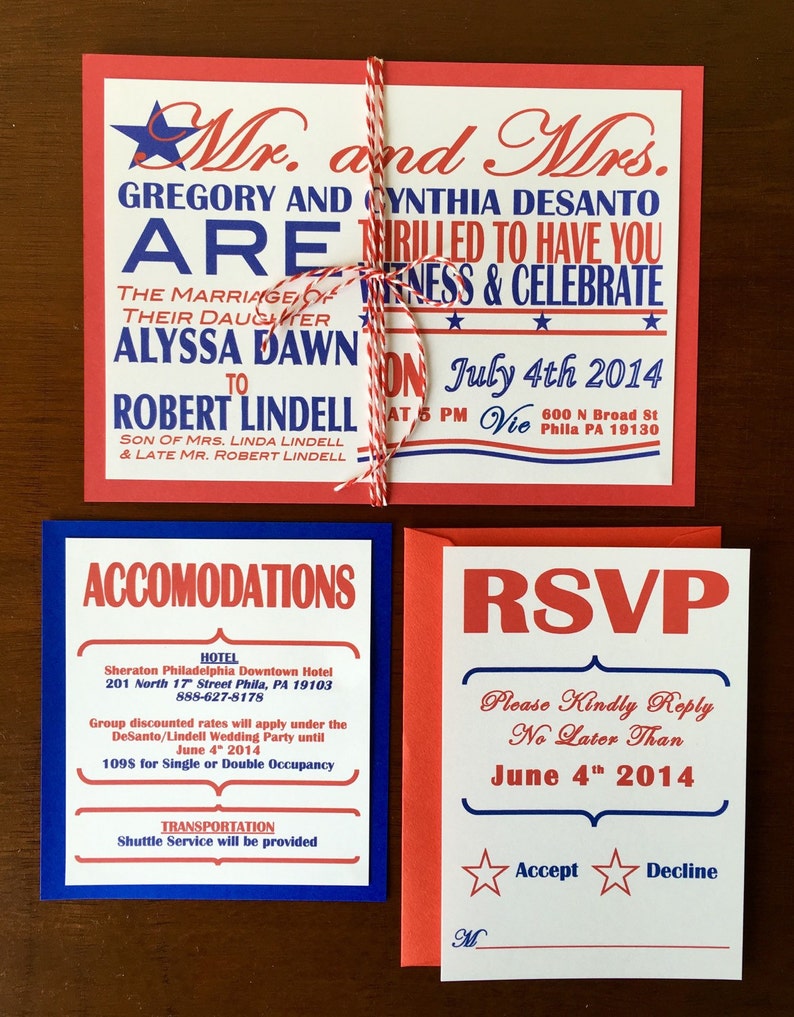 Mr. and Mrs.
GREGORY AND CYNTHIA DESANTO
ARE THRILLED TO HAVE YOU
WITNESS & CELEBRATE
THE MARRIAGE OF
THEIR DAUGHTER
ALYSSA DAWN
TO
ROBERT LINDELL
SON OF MRS. LINDA LINDELL
& LATE MR. ROBERT LINDELL
ON July 4th 2014
AT 5 PM Vie 600 N Broad St
Phila PA 19130
ACCOMODATIONS
HOTEL
Sheraton Philadelphia Downtown Hotel
201 North 17th Street Phila, PA 19103
888-627-8178
Group discounted rates will apply under the
DeSanto/Lindell Wedding Party until
June 4th 2014
109$ for Single or Double Occupancy
TRANSPORTATION
Shuttle Service will be provided
RSVP
Please Kindly Reply
No Later Than
June 4th 2014
Accept Decline
M